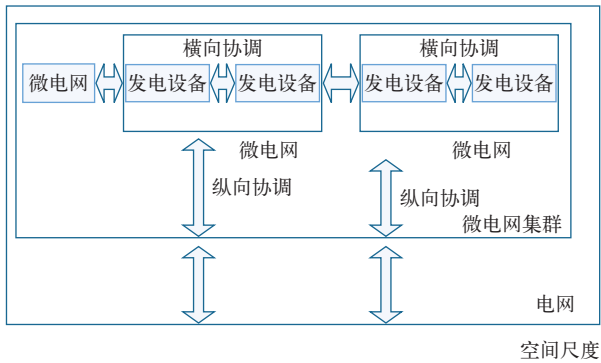 横向协调
横向协调
微电网
发电设备
发电设备
发电设备
发电设备
微电网
微电网
纵向协调
纵向协调
微电网集群
电网
空间尺度